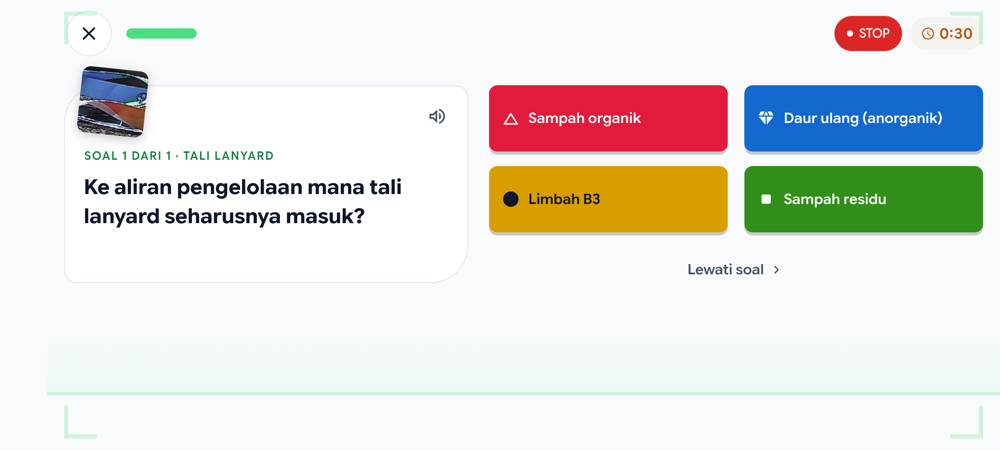 STOP
0:30
SOAL 1 DARI 1 · TALI LANYARD
Ke aliran pengelolaan mana tali
lanyard seharusnya masuk?
Sampah organik
Daur ulang (anorganik)
Limbah B3
Sampah residu
Lewati soal